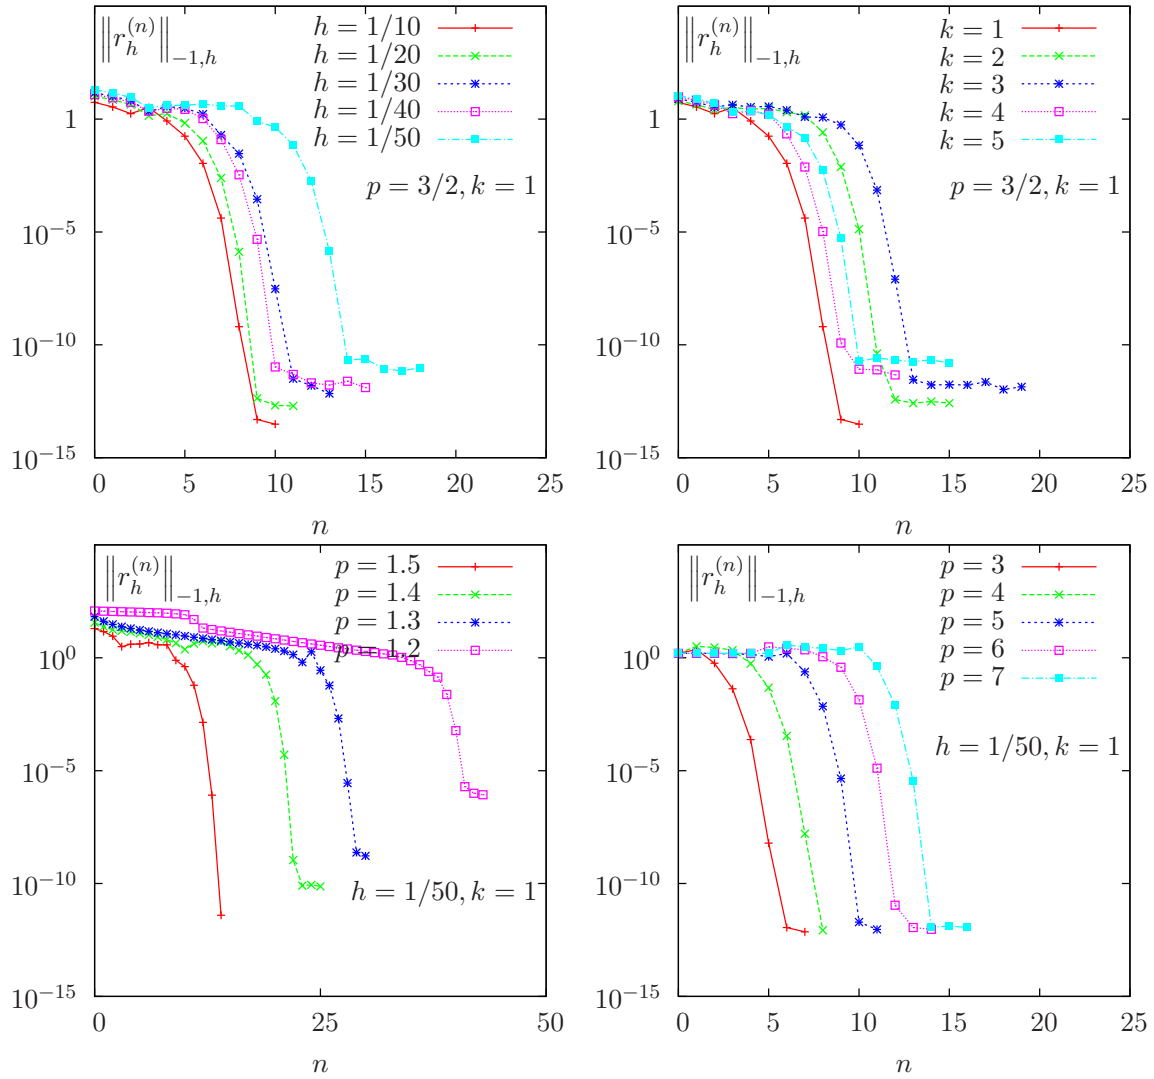 ‖r_h^{(n)}‖_{-1,h}
h = 1/10
h = 1/20
h = 1/30
h = 1/40
h = 1/50
p = 3/2, k = 1
1
10^{-5}
10^{-10}
10^{-15}
0 5 10 15 20 25
n
‖r_h^{(n)}‖_{-1,h}
k = 1
k = 2
k = 3
k = 4
k = 5
p = 3/2, k = 1
1
10^{-5}
10^{-10}
10^{-15}
0 5 10 15 20 25
n
‖r_h^{(n)}‖_{-1,h}
p = 1.5
p = 1.4
p = 1.3
p = 1.2
10^{0}
10^{-5}
10^{-10}
h = 1/50, k = 1
10^{-15}
0 25 50
n
‖r_h^{(n)}‖_{-1,h}
p = 3
p = 4
p = 5
p = 6
p = 7
h = 1/50, k = 1
10^{0}
10^{-5}
10^{-10}
10^{-15}
0 5 10 15 20 25
n